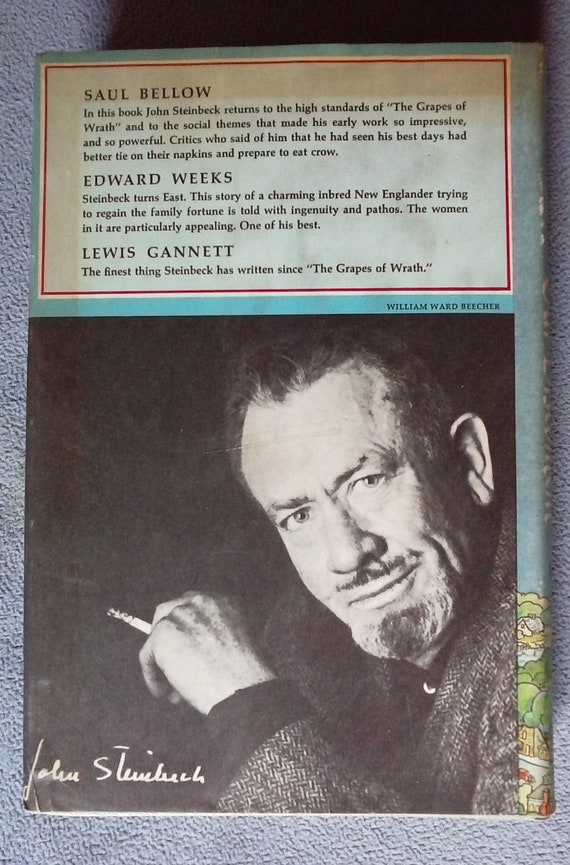 SAUL BELLOW
In this book John Steinbeck returns to the high standards of "The Grapes of
Wrath" and to the social themes that made his early work so impressive,
and so powerful. Critics who said of him that he had seen his best days had
better tie on their napkins and prepare to eat crow.
EDWARD WEEKS
Steinbeck turns East. This story of a charming inbred New Englander trying
to regain the family fortune is told with ingenuity and pathos. The women
in it are particularly appealing. One of his best.
LEWIS GANNETT
The finest thing Steinbeck has written since "The Grapes of Wrath."
WILLIAM WARD BEECHER
John Steinbeck